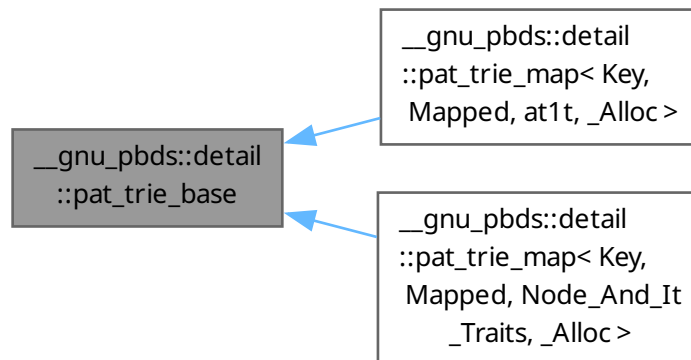 __gnu_pbds::detail
::pat_trie_base
__gnu_pbds::detail
::pat_trie_map< Key,
Mapped, at1t, _Alloc >
__gnu_pbds::detail
::pat_trie_map< Key,
Mapped, Node_And_It
_Traits, _Alloc >